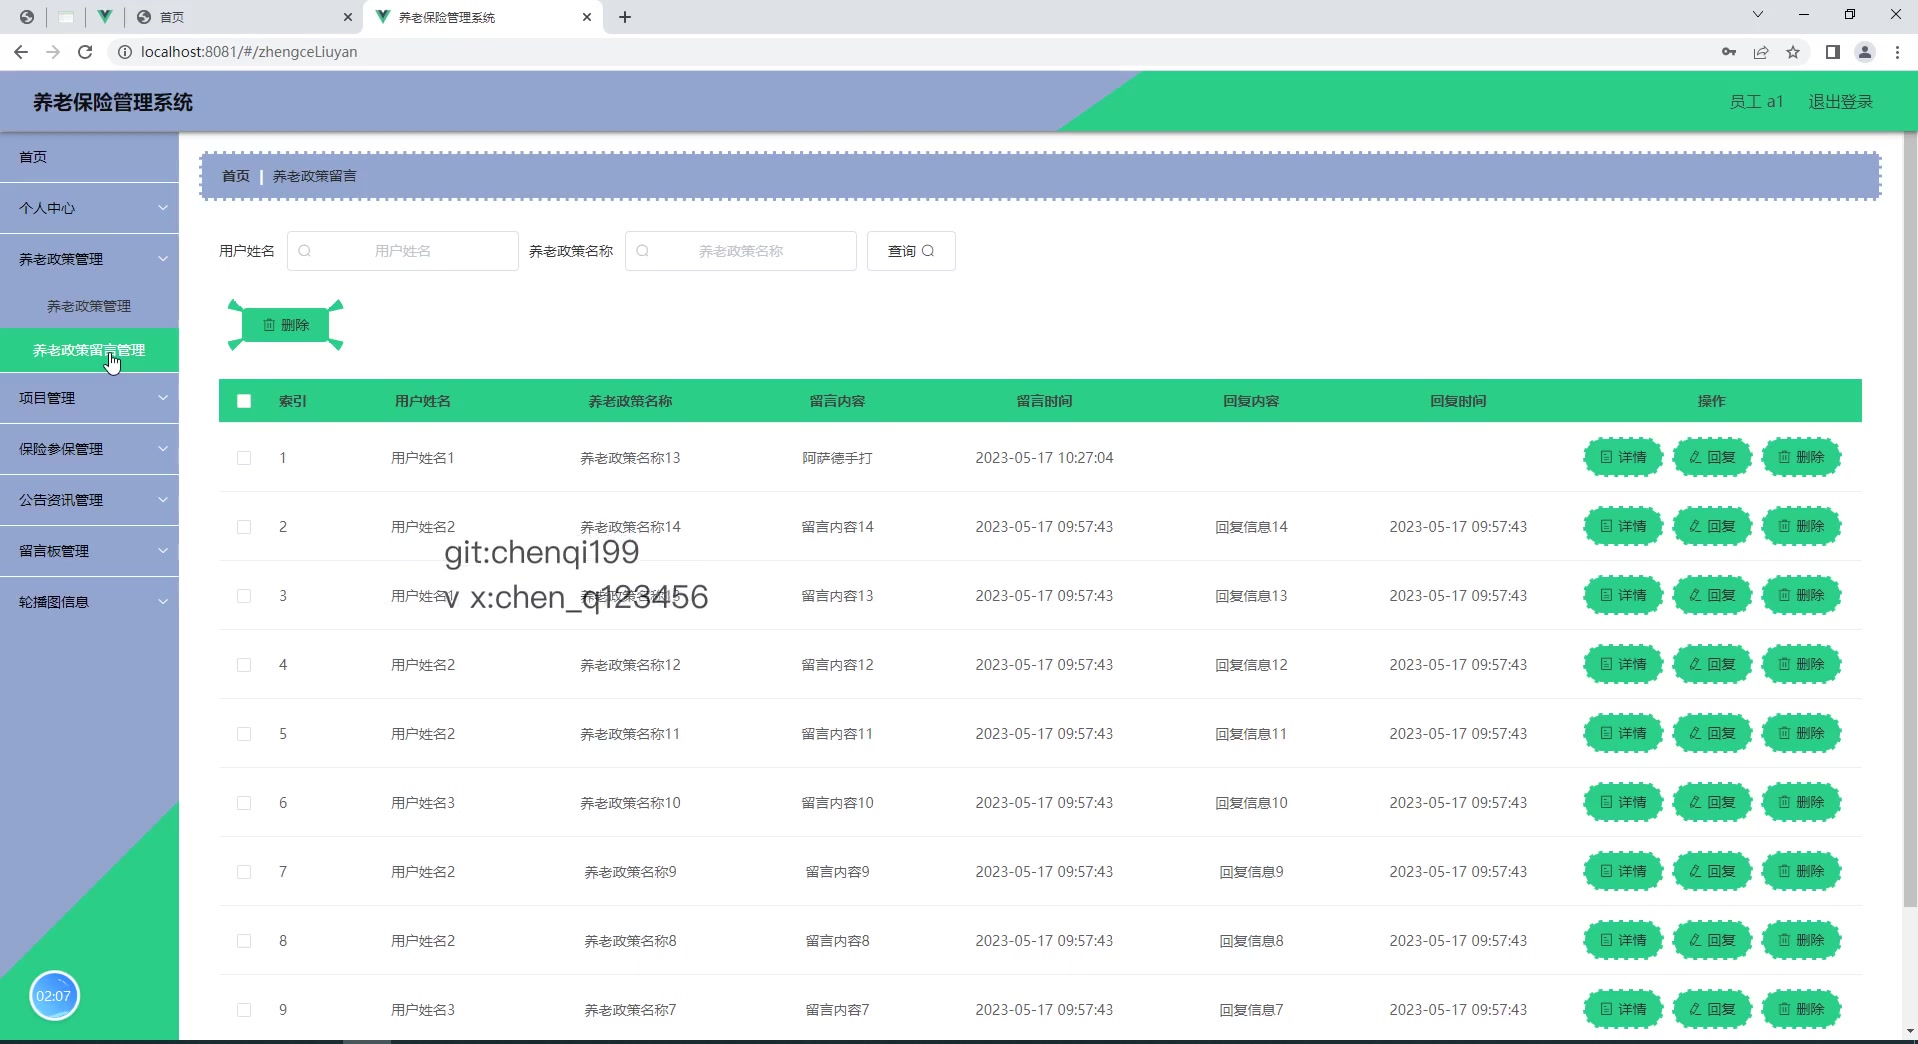 首页
养老保险管理系统
localhost:8081/#/zhengceLiuyan
养老保险管理系统
员工 a1 退出登录
首页
个人中心
养老政策管理
养老政策管理
养老政策留言管理
项目管理
保险参保管理
公告资讯管理
留言板管理
轮播图信息
02:07
首页 | 养老政策留言
用户姓名 用户姓名 养老政策名称 养老政策名称 查询
删除
索引 用户姓名 养老政策名称 留言内容 留言时间 回复内容 回复时间 操作
1 用户姓名1 养老政策名称13 阿萨德手打 2023-05-17 10:27:04 详情 回复 删除
2 用户姓名2 养老政策名称14 留言内容14 2023-05-17 09:57:43 回复信息14 2023-05-17 09:57:43 详情 回复 删除
git:chenqi199
3 用户姓名1 养老政策名称13 留言内容13 2023-05-17 09:57:43 回复信息13 2023-05-17 09:57:43 详情 回复 删除
v x:chen_q123456
4 用户姓名2 养老政策名称12 留言内容12 2023-05-17 09:57:43 回复信息12 2023-05-17 09:57:43 详情 回复 删除
5 用户姓名2 养老政策名称11 留言内容11 2023-05-17 09:57:43 回复信息11 2023-05-17 09:57:43 详情 回复 删除
6 用户姓名3 养老政策名称10 留言内容10 2023-05-17 09:57:43 回复信息10 2023-05-17 09:57:43 详情 回复 删除
7 用户姓名2 养老政策名称9 留言内容9 2023-05-17 09:57:43 回复信息9 2023-05-17 09:57:43 详情 回复 删除
8 用户姓名2 养老政策名称8 留言内容8 2023-05-17 09:57:43 回复信息8 2023-05-17 09:57:43 详情 回复 删除
9 用户姓名3 养老政策名称7 留言内容7 2023-05-17 09:57:43 回复信息7 2023-05-17 09:57:43 详情 回复 删除